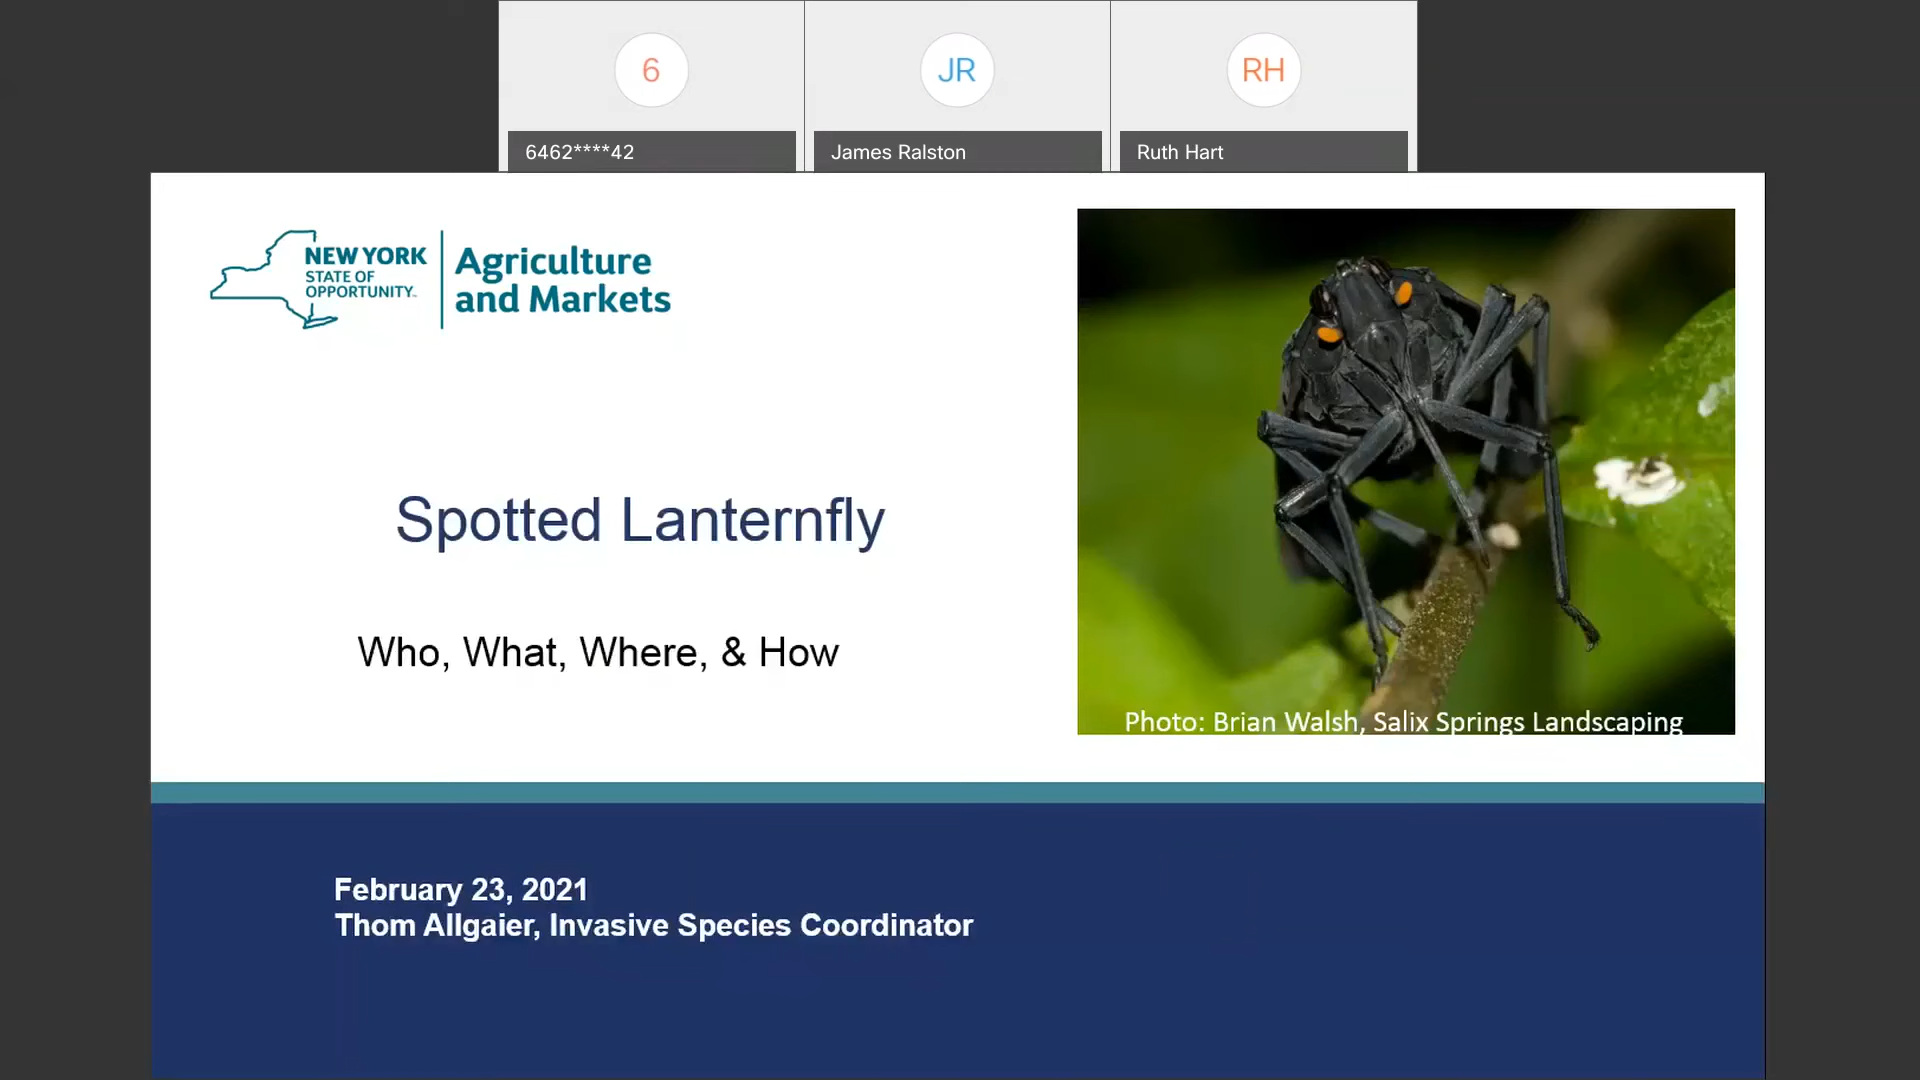 6
JR
RH
6462****42
James Ralston
Ruth Hart
NEW YORK
STATE OF
OPPORTUNITY™
Agriculture
and Markets
Spotted Lanternfly
Who, What, Where, & How
Photo: Brian Walsh, Salix Springs Landscaping
February 23, 2021
Thom Allgaier, Invasive Species Coordinator